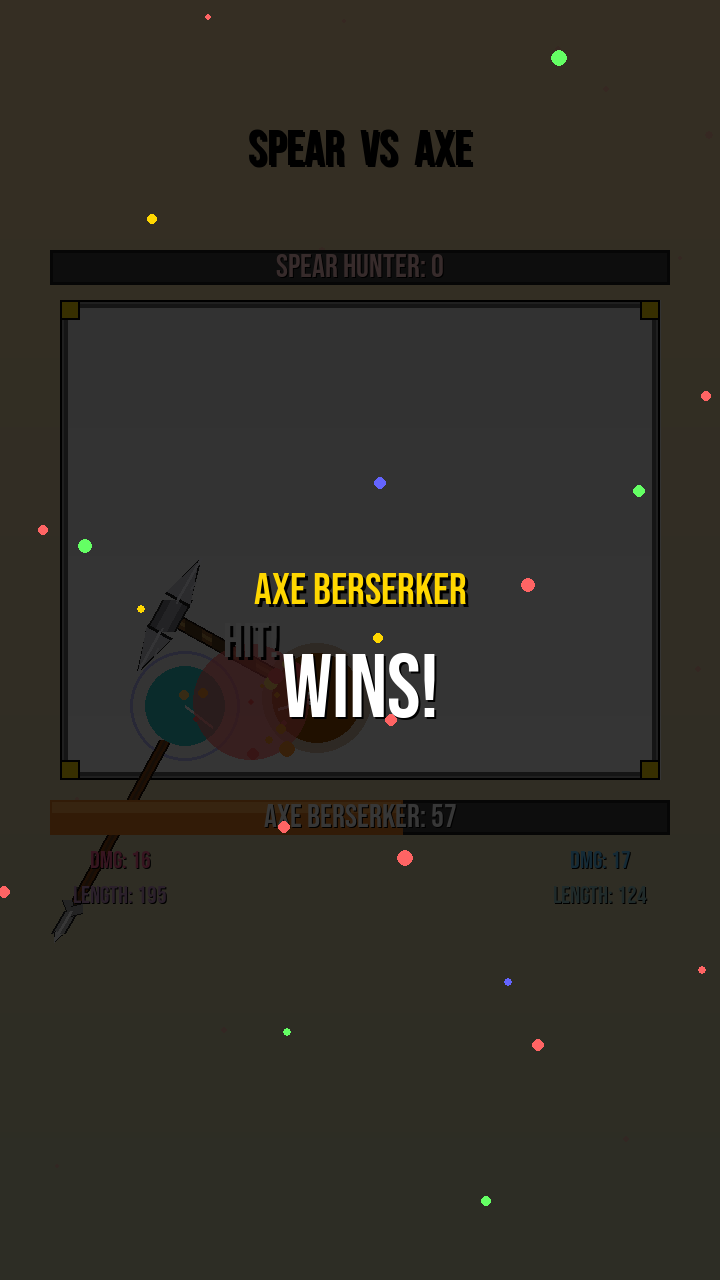 SPEAR VS AXE
SPEAR HUNTER: 0
AXE BERSERKER
HIT!
WINS!
AXE BERSERKER: 57
DMG: 16
DMG: 17
LENGTH: 195
LENGTH: 124